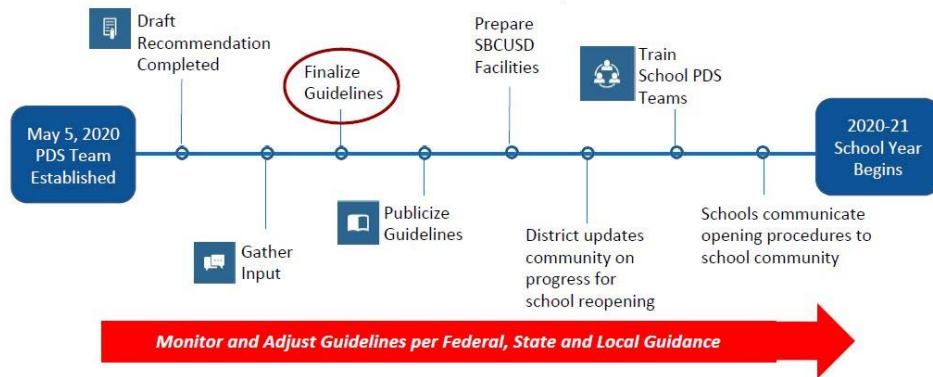 Draft
Recommendation
Completed
Finalize
Guidelines
Prepare
SBCUSD
Facilities
Train
School PDS
Teams
May 5, 2020
PDS Team
Established
2020-21
School Year
Begins
Gather
Input
Publicize
Guidelines
District updates
community on
progress for
school reopening
Schools communicate
opening procedures to
school community
Monitor and Adjust Guidelines per Federal, State and Local Guidance